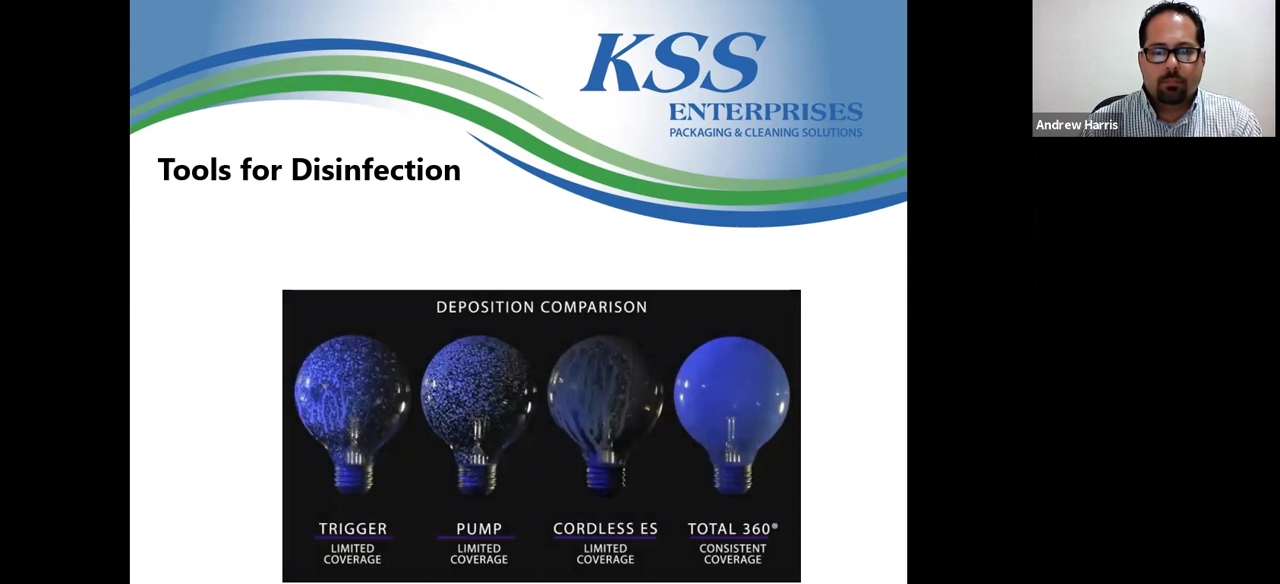 KSS
ENTERPRISES
PACKAGING & CLEANING SOLUTIONS
Andrew Harris
Tools for Disinfection
DEPOSITION COMPARISON
TRIGGER
LIMITED
COVERAGE
PUMP
LIMITED
COVERAGE
CORDLESS ES
LIMITED
COVERAGE
TOTAL 360®
CONSISTENT
COVERAGE